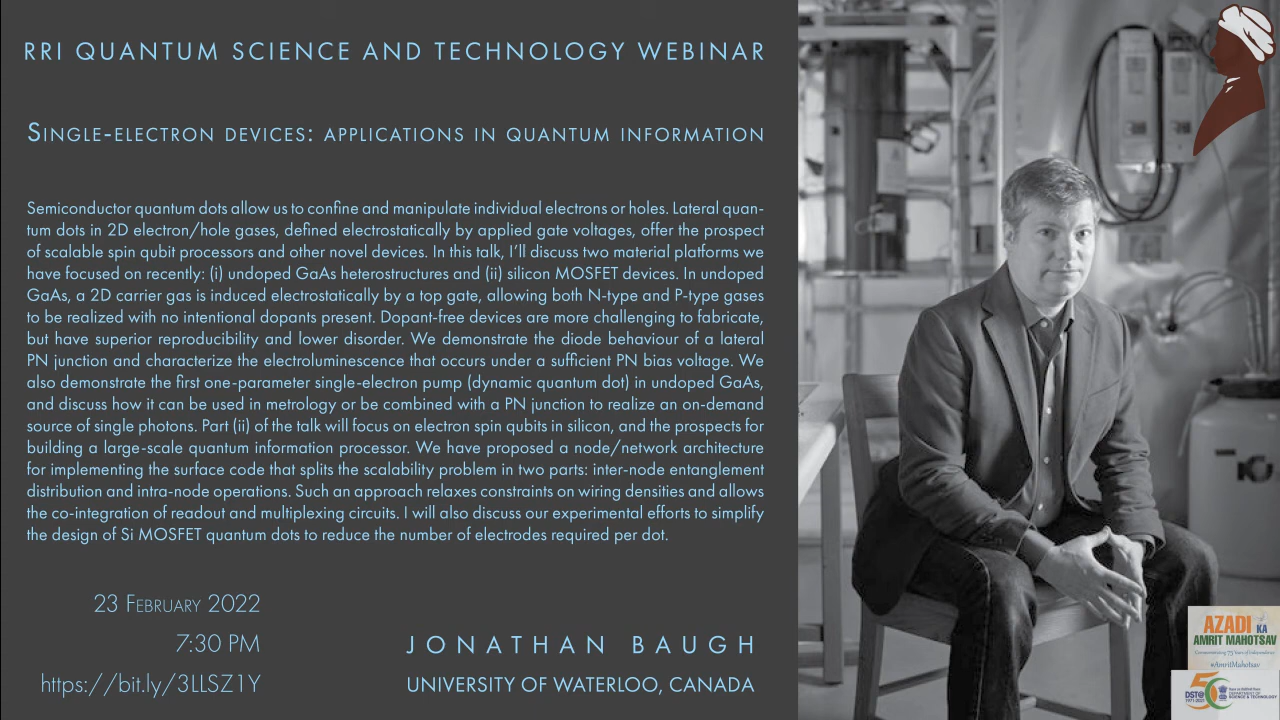 RRI QUANTUM SCIENCE AND TECHNOLOGY WEBINAR
SINGLE-ELECTRON DEVICES: APPLICATIONS IN QUANTUM INFORMATION
Semiconductor quantum dots allow us to confine and manipulate individual electrons or holes. Lateral quan-
tum dots in 2D electron/hole gases, defined electrostatically by applied gate voltages, offer the prospect
of scalable spin qubit processors and other novel devices. In this talk, I'll discuss two material platforms we
have focused on recently: (i) undoped GaAs heterostructures and (ii) silicon MOSFET devices. In undoped
GaAs, a 2D carrier gas is induced electrostatically by a top gate, allowing both N-type and P-type gases
to be realized with no intentional dopants present. Dopant-free devices are more challenging to fabricate,
but have superior reproducibility and lower disorder. We demonstrate the diode behaviour of a lateral
PN junction and characterize the electroluminescence that occurs under a sufficient PN bias voltage. We
also demonstrate the first one-parameter single-electron pump (dynamic quantum dot) in undoped GaAs,
and discuss how it can be used in metrology or be combined with a PN junction to realize an on-demand
source of single photons. Part (ii) of the talk will focus on electron spin qubits in silicon, and the prospects for
building a large-scale quantum information processor. We have proposed a node/network architecture
for implementing the surface code that splits the scalability problem in two parts: inter-node entanglement
distribution and intra-node operations. Such an approach relaxes constraints on wiring densities and allows
the co-integration of readout and multiplexing circuits. I will also discuss our experimental efforts to simplify
the design of Si MOSFET quantum dots to reduce the number of electrodes required per dot.
23 FEBRUARY 2022
7:30 PM
https://bit.ly/3LLSZ1Y
JONATHAN BAUGH
UNIVERSITY OF WATERLOO, CANADA
AZADI KA
AMRIT MAHOTSAV
#AmritMahotsav
DST@
1971-2021
50
DEPARTMENT OF
SCIENCE & TECHNOLOGY